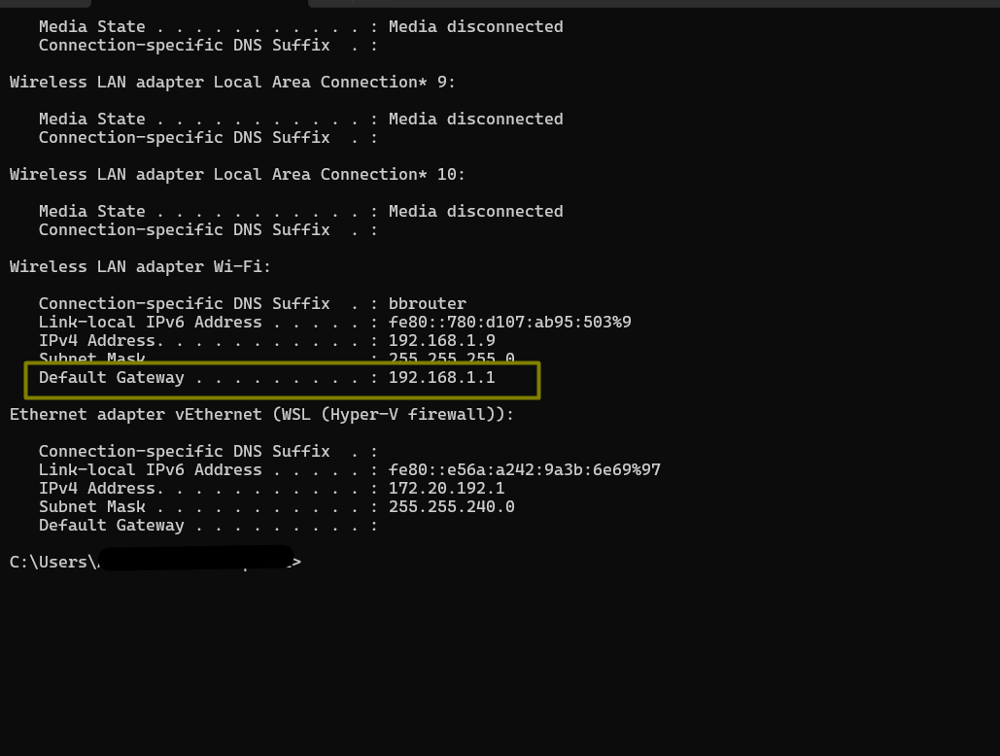 Media State . . . . . . . . . . . : Media disconnected
Connection-specific DNS Suffix  . :
Wireless LAN adapter Local Area Connection* 9:
Media State . . . . . . . . . . . : Media disconnected
Connection-specific DNS Suffix  . :
Wireless LAN adapter Local Area Connection* 10:
Media State . . . . . . . . . . . : Media disconnected
Connection-specific DNS Suffix  . :
Wireless LAN adapter Wi-Fi:
Connection-specific DNS Suffix  . : bbrouter
Link-local IPv6 Address . . . . . : fe80::780:d107:ab95:503%9
IPv4 Address. . . . . . . . . . . : 192.168.1.9
Subnet Mask : 255.255.255.0
Default Gateway . . . . . . . . . : 192.168.1.1
Ethernet adapter vEthernet (WSL (Hyper-V firewall)):
Connection-specific DNS Suffix  . :
Link-local IPv6 Address . . . . . : fe80::e56a:a242:9a3b:6e69%97
IPv4 Address. . . . . . . . . . . : 172.20.192.1
Subnet Mask . . . . . . . . . . . : 255.255.240.0
Default Gateway . . . . . . . . . :
C:\Users\>